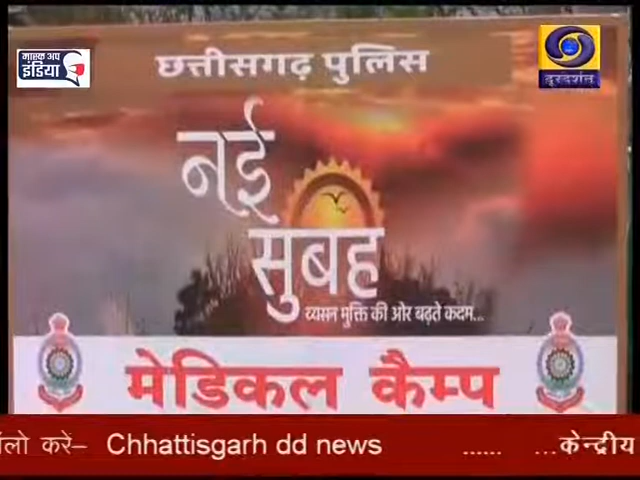 मास्क अप
इंडिया
दूरदर्शन
छत्तीसगढ़ पुलिस
नई
सुबह
व्यसन मुक्ति की ओर बढ़ते कदम...
मेडिकल कैम्प
लो करें– Chhattisgarh dd news ...... ...केन्द्रीय